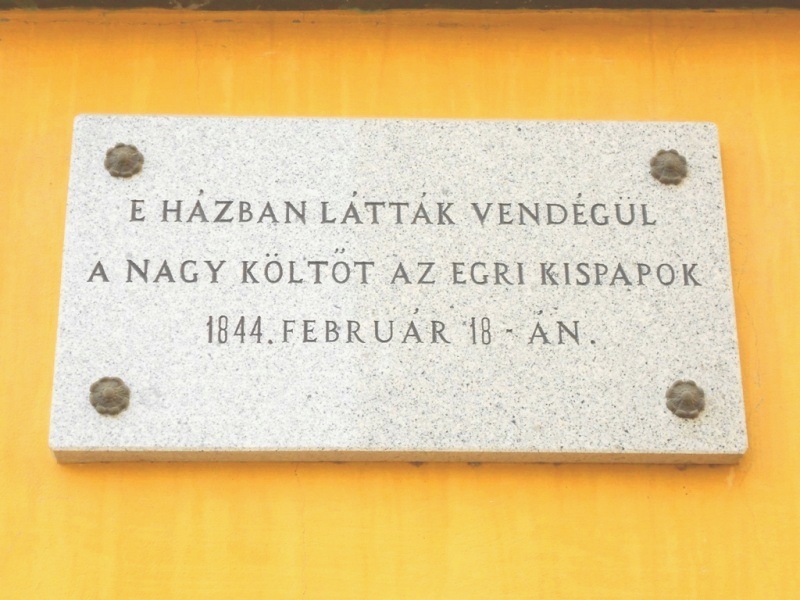 E HÁZBAN LÁTTÁK VENDÉGÜL
A NAGY KÖLTŐT AZ EGRI KISPAPOK
1844. FEBRUÁR 18 - ÁN.